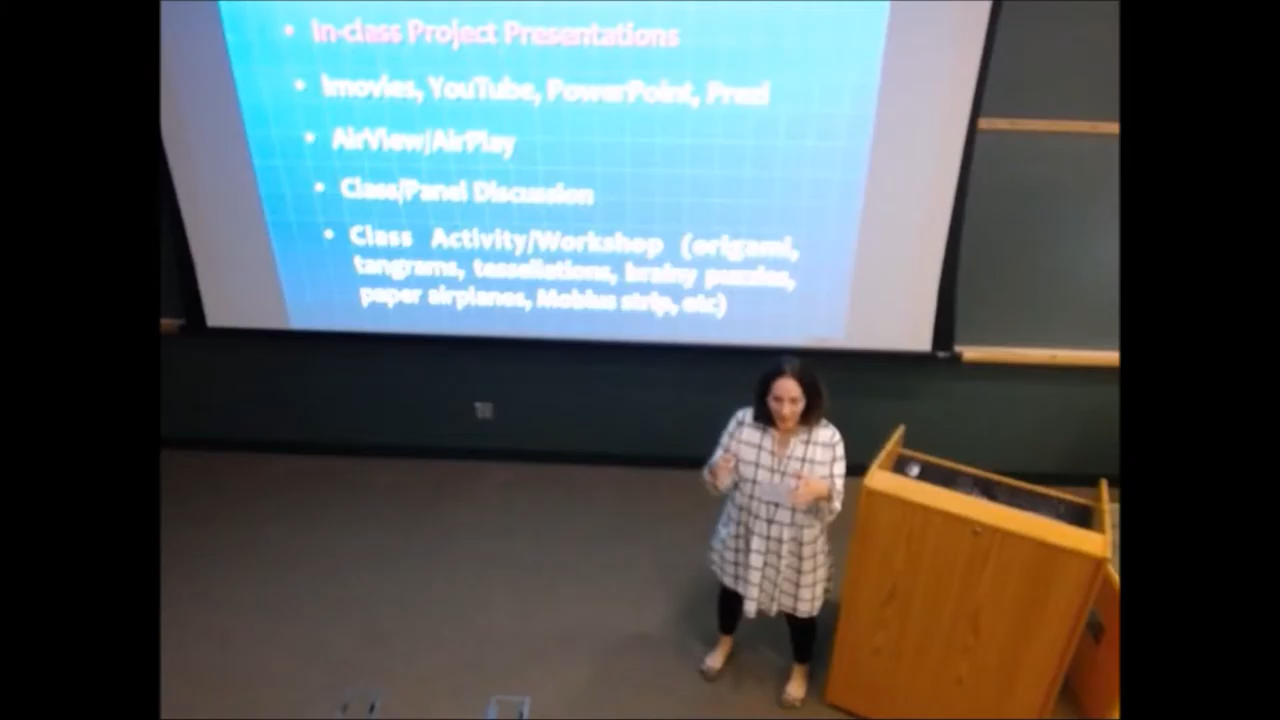 • In-class Project Presentations
• Imovies, YouTube, PowerPoint, Prezi
• AirView/AirPlay
• Class/Panel Discussion
• Class Activity/Workshop (origami,
tangrams, tessellations, brainy puzzles,
paper airplanes, Mobius strip, etc)